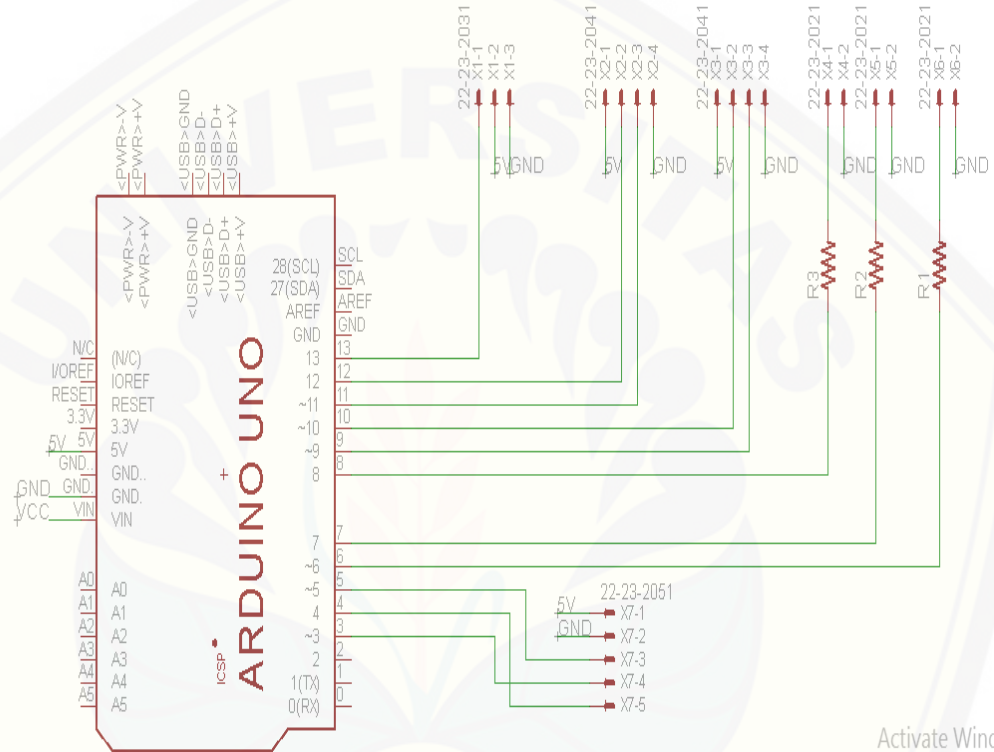 22-23-2031
X1-1
X1-2
X1-3
22-23-2041
X2-1
X2-2
X2-3
X2-4
22-23-2041
X3-1
X3-2
X3-3
X3-4
22-23-2021
X4-1
X4-2
22-23-2021
X5-1
X5-2
22-23-2021
X6-1
X6-2
5V
GND
5V
GND
5V
GND
GND
GND
GND
R3
R2
R1
UNIVERSITAS
<PWR>-V
<PWR>+V
<USB>GND
<USB>D-
<USB>D+
<USB>+V
<PWR>-V
<PWR>+V
<USB>GND
<USB>D-
<USB>D+
<USB>+V
28(SCL) SCL
27(SDA) SDA
AREF AREF
GND GND
13 13
12 12
~11 11
~10 10
~9 9
8 8
7 7
~6 6
~5 5
4 4
~3 3
2 2
1(TX) 1
0(RX) 0
N/C (N/C)
I/OREF IOREF
RESET RESET
3.3V 3.3V
5V 5V 5V
GND.. GND..
GND GND. GND.
VCC VIN VIN
A0 A0
A1 A1
A2 A2
A3 A3
A4 A4
A5 A5
ICSP
ARDUINO UNO
22-23-2051
5V X7-1
GND X7-2
X7-3
X7-4
X7-5
Activate Winc